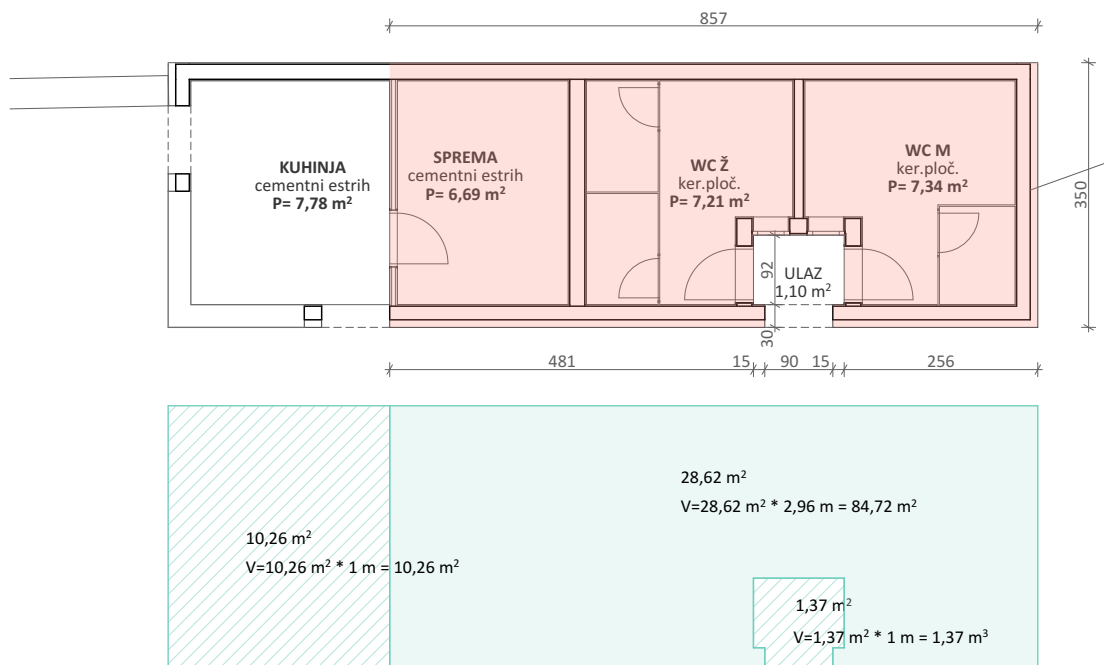 857
KUHINJA
cementni estrih
P= 7,78 m²
SPREMA
cementni estrih
P= 6,69 m²
WC Ž
ker.ploč.
P= 7,21 m²
WC M
ker.ploč.
P= 7,34 m²
350
92
ULAZ
1,10 m²
30
481
15
90
15
256
28,62 m²
V=28,62 m² * 2,96 m = 84,72 m²
10,26 m²
V=10,26 m² * 1 m = 10,26 m²
1,37 m²
V=1,37 m² * 1 m = 1,37 m³